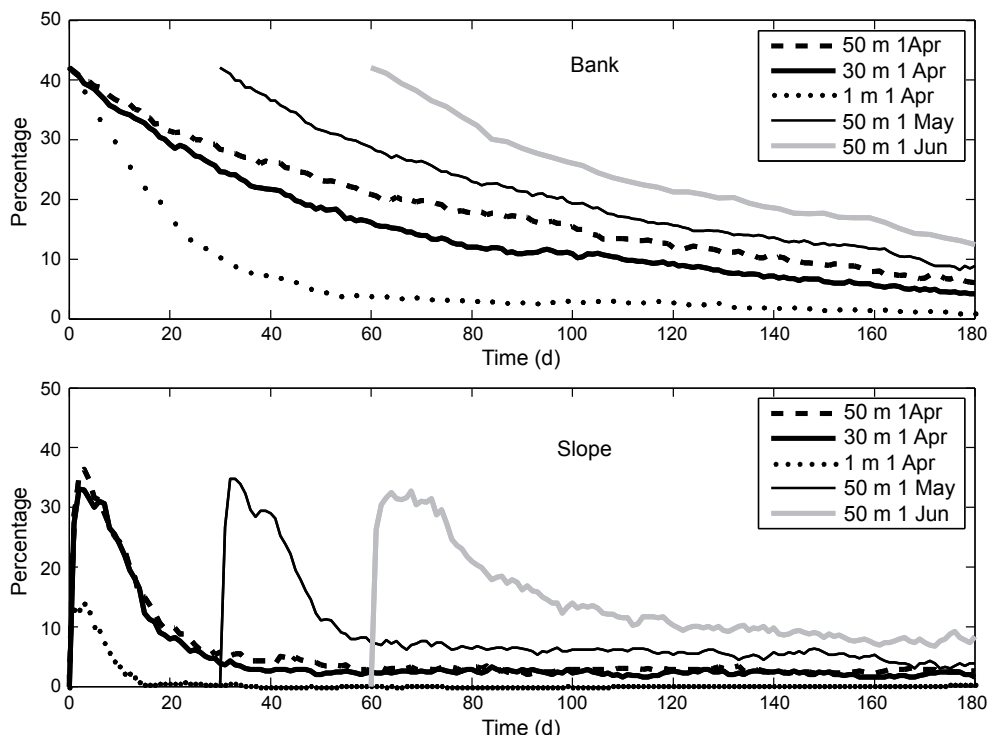 50
40
30
20
10
0
Percentage
Bank
50 m 1Apr
30 m 1 Apr
1 m 1 Apr
50 m 1 May
50 m 1 Jun
0 20 40 60 80 100 120 140 160 180
Time (d)
50
40
30
20
10
0
Percentage
Slope
50 m 1Apr
30 m 1 Apr
1 m 1 Apr
50 m 1 May
50 m 1 Jun
0 20 40 60 80 100 120 140 160 180
Time (d)